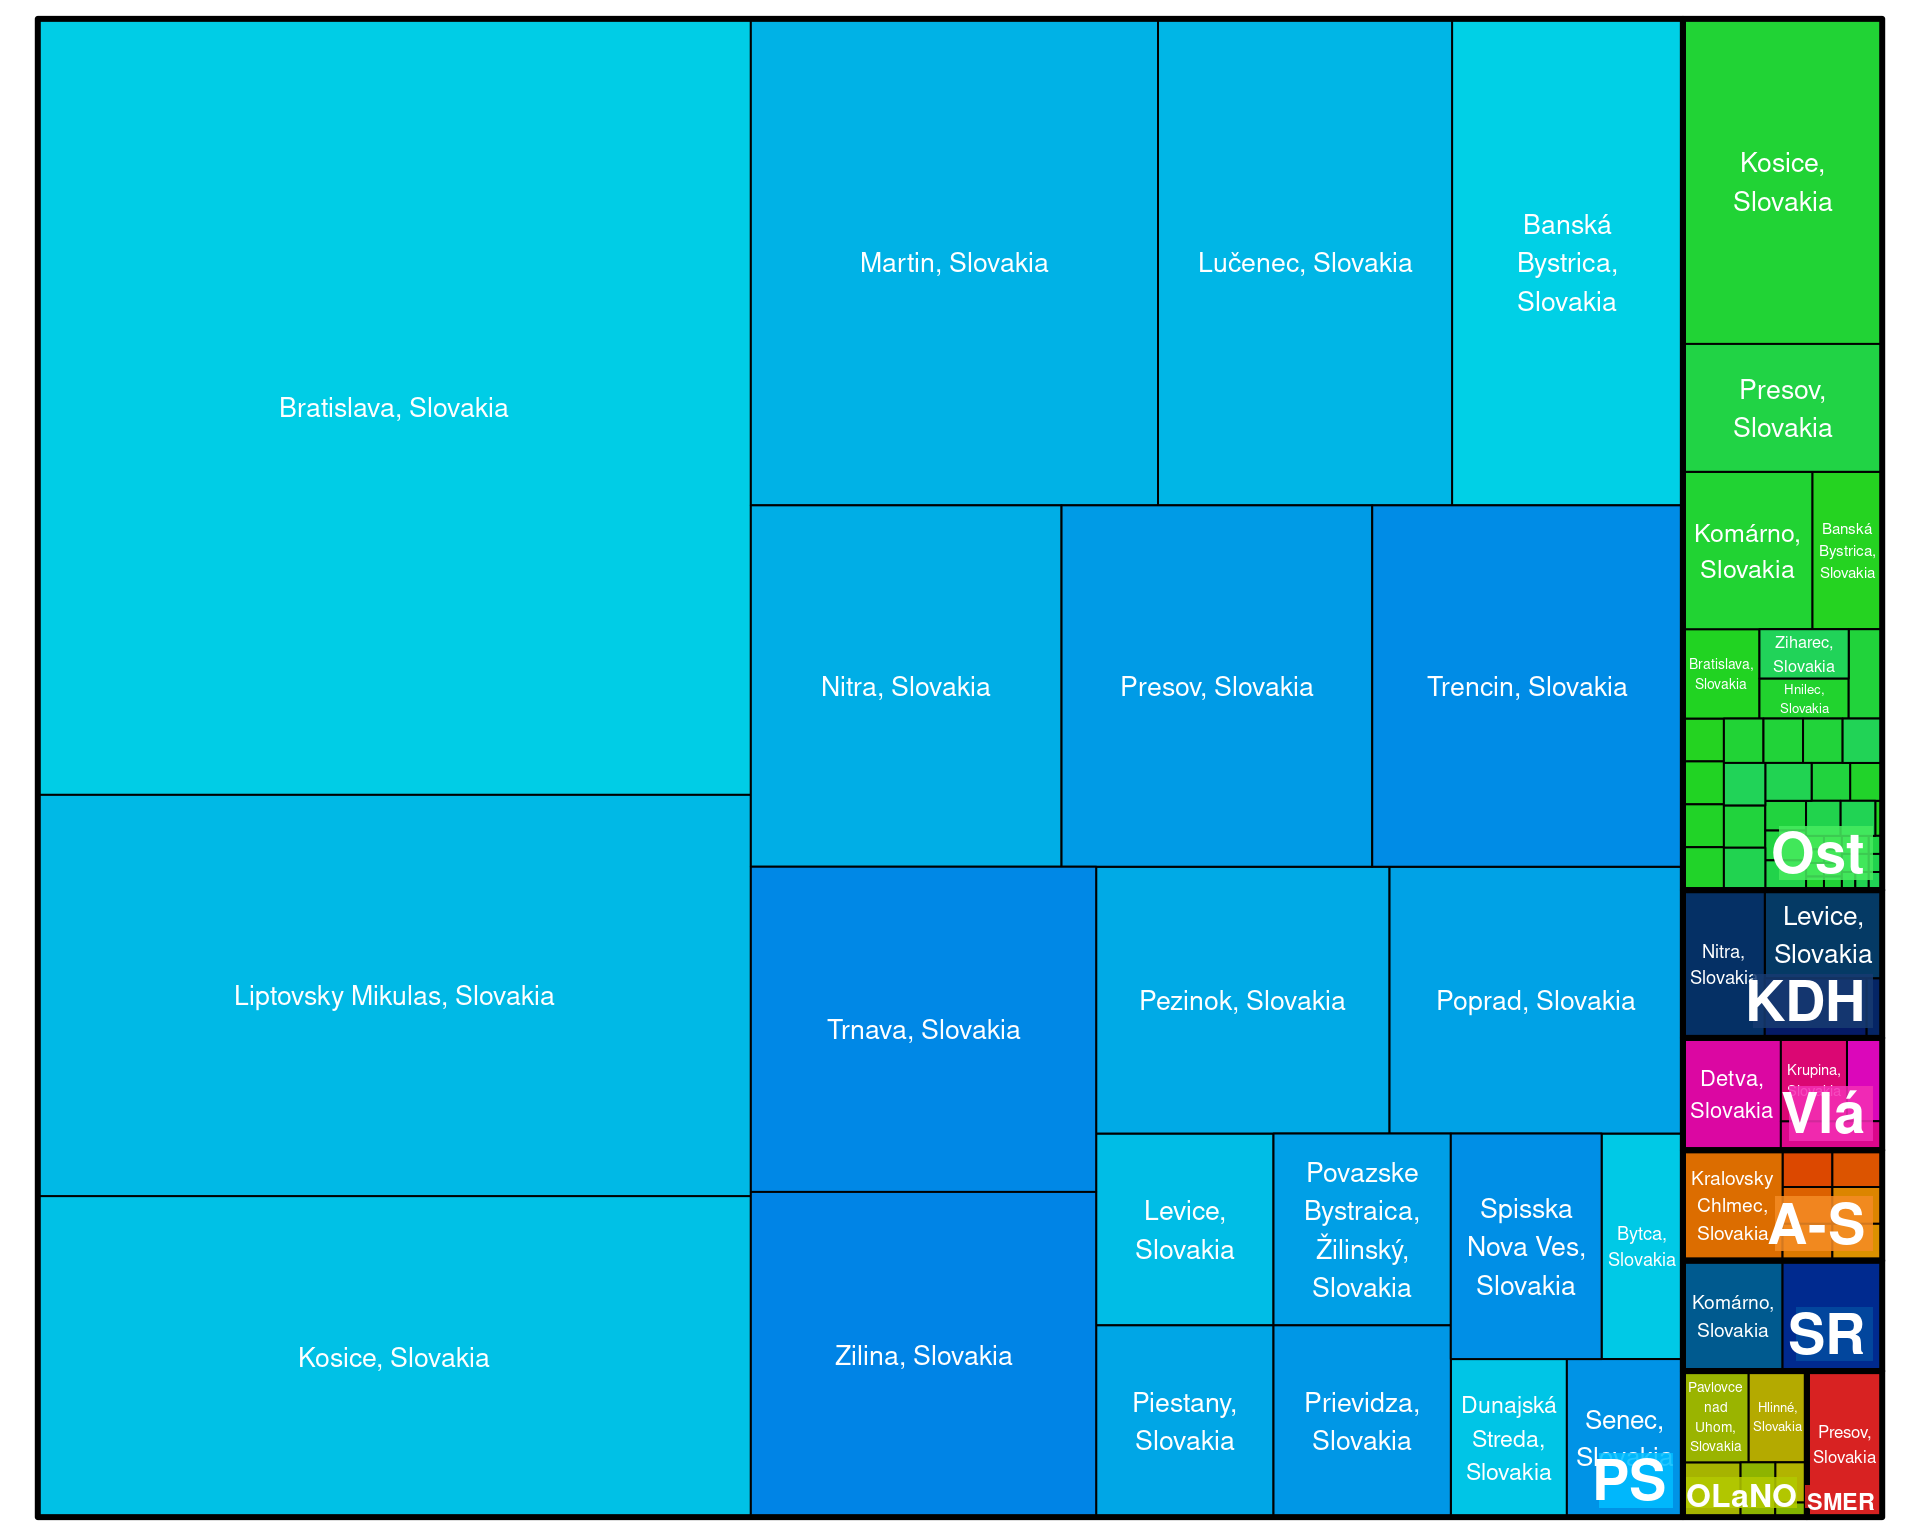 Bratislava, Slovakia
Liptovsky Mikulas, Slovakia
Kosice, Slovakia
Martin, Slovakia
Lučenec, Slovakia
Banská
Bystrica,
Slovakia
Nitra, Slovakia
Presov, Slovakia
Trencin, Slovakia
Trnava, Slovakia
Zilina, Slovakia
Pezinok, Slovakia
Poprad, Slovakia
Levice,
Slovakia
Povazske
Bystraica,
Žilinský,
Slovakia
Spisska
Nova Ves,
Slovakia
Bytca,
Slovakia
Piestany,
Slovakia
Prievidza,
Slovakia
Dunajská
Streda,
Slovakia
Senec,
Slovakia
PS
Kosice,
Slovakia
Presov,
Slovakia
Komárno,
Slovakia
Banská
Bystrica,
Slovakia
Bratislava,
Slovakia
Ziharec,
Slovakia
Hnilec,
Slovakia
Ost
Nitra,
Slovakia
Levice,
Slovakia
KDH
Detva,
Slovakia
Krupina,
Slovakia
Vlá
Kralovsky
Chlmec,
Slovakia
A-S
Komárno,
Slovakia
SR
Pavlovce
nad
Uhom,
Slovakia
Hlinné,
Slovakia
OLaNO
Presov,
Slovakia
SMER